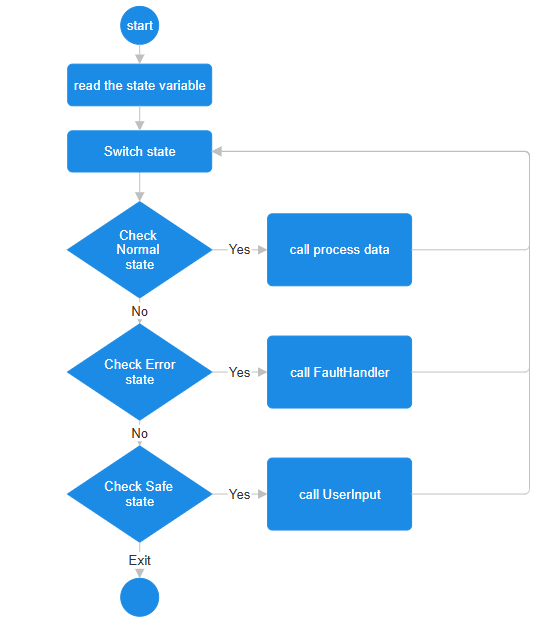 start
read the state variable
Switch state
Check
Normal
state
Yes
call process data
No
Check Error
state
Yes
call FaultHandler
No
Check Safe
state
Yes
call UserInput
Exit